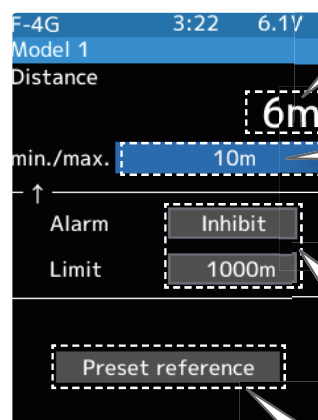 F-4G 3:22 6.1V
Model 1
Distance
6m
min./max. 10m
↑
Alarm Inhibit
Limit 1000m
Preset reference